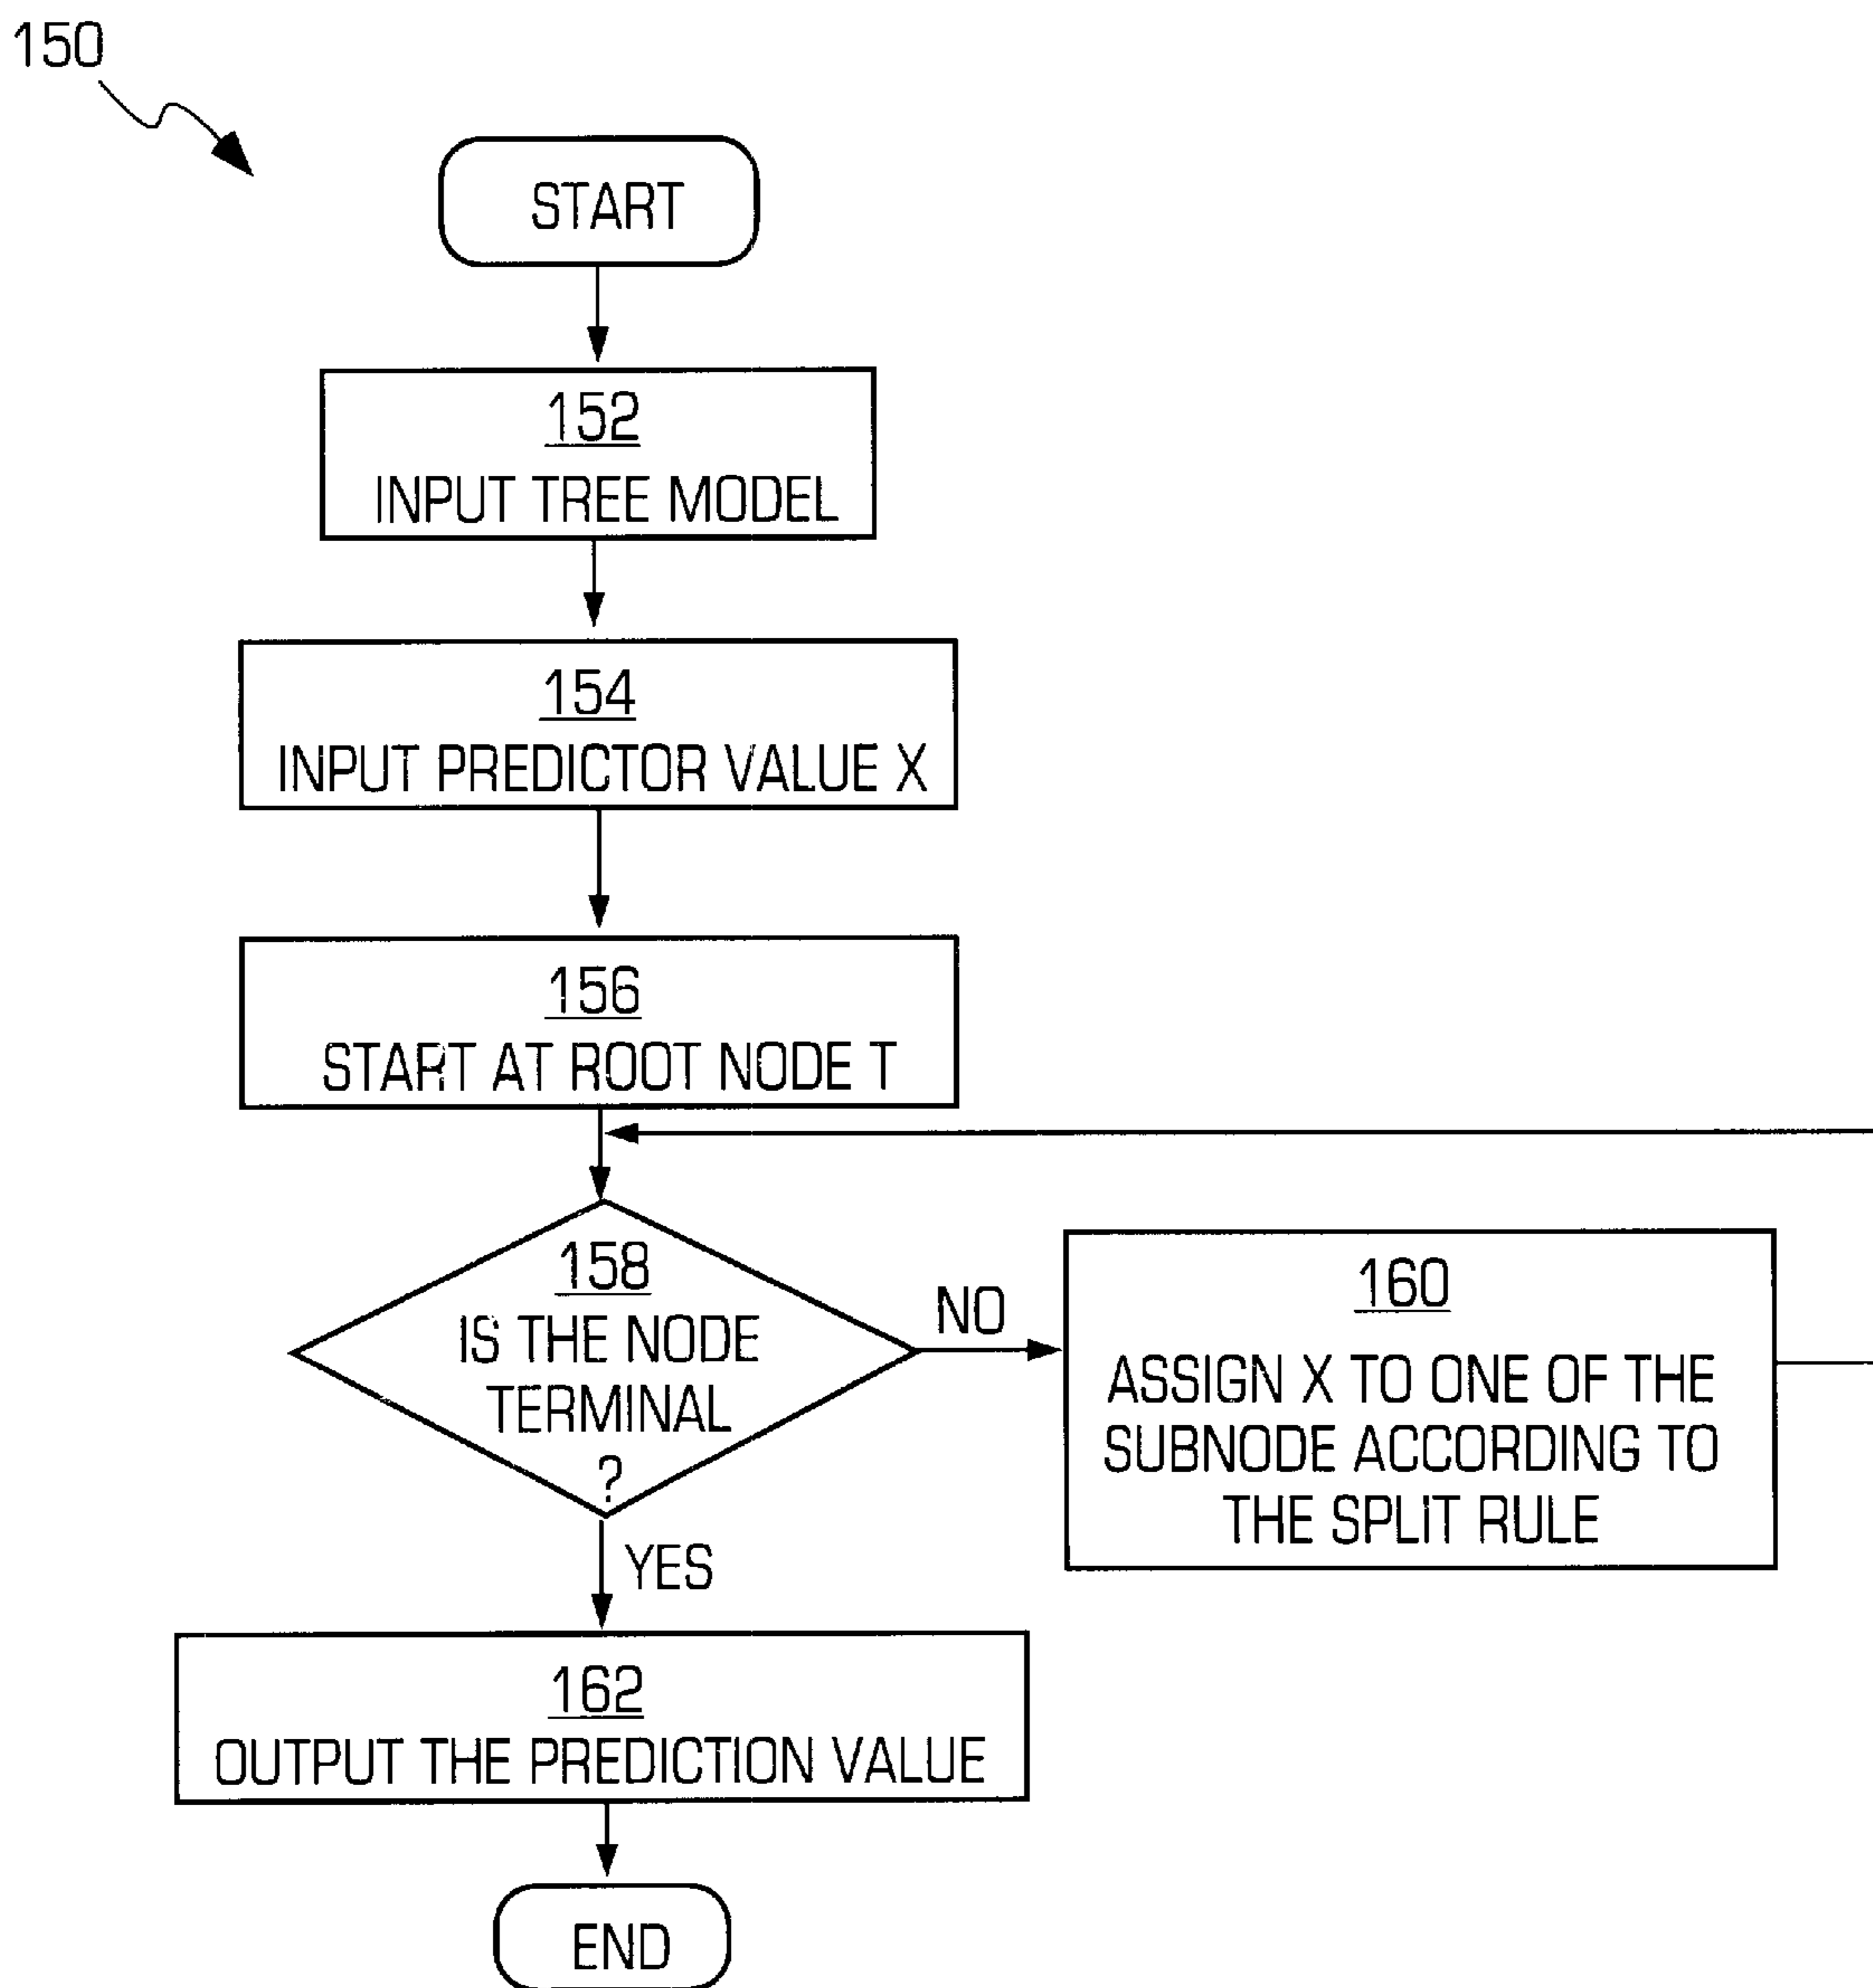 150
START
152
INPUT TREE MODEL
154
INPUT PREDICTOR VALUE X
156
START AT ROOT NODE T
158
IS THE NODE
TERMINAL
?
NO
160
ASSIGN X TO ONE OF THE
SUBNODE ACCORDING TO
THE SPLIT RULE
YES
162
OUTPUT THE PREDICTION VALUE
END